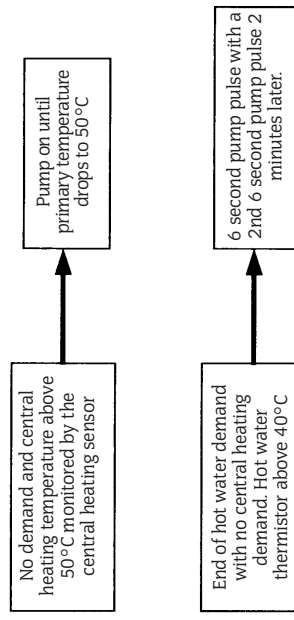 No demand and central
heating temperature above
50°C monitored by the
central heating sensor
Pump on until
primary temperature
drops to 50°C
End of hot water demand
with no central heating
demand. Hot water
thermistor above 40°C
6 second pump pulse with a
2nd 6 second pump pulse 2
minutes later.